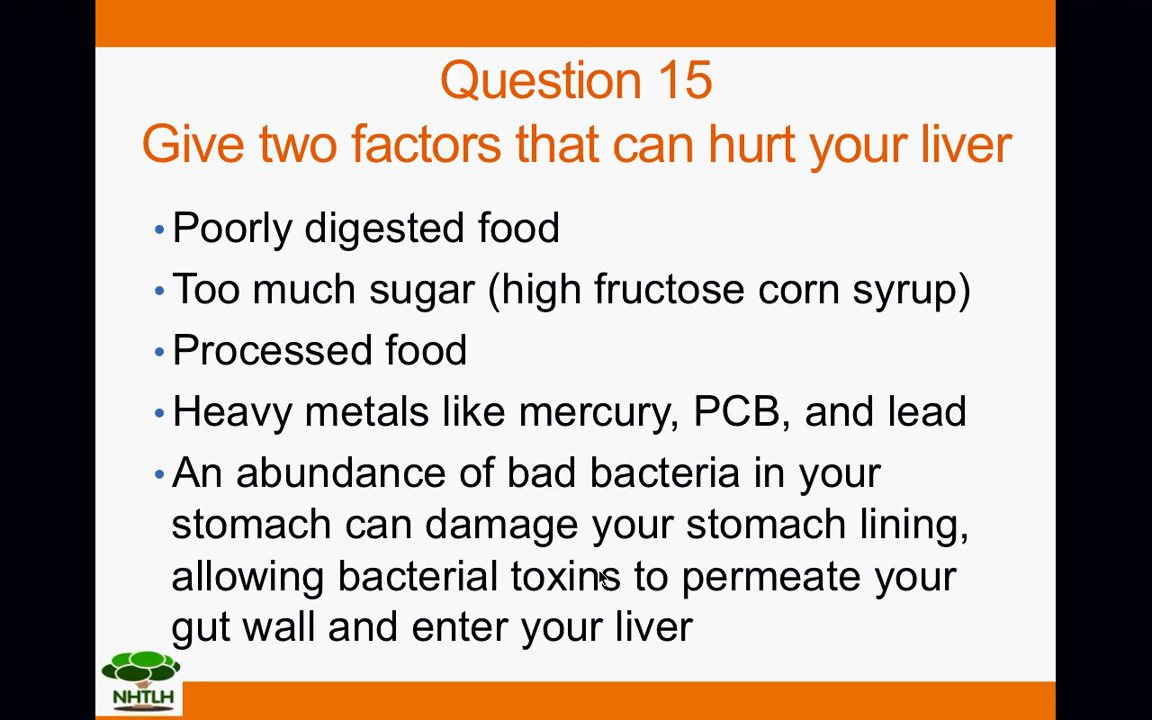 Question 15
Give two factors that can hurt your liver
• Poorly digested food
• Too much sugar (high fructose corn syrup)
• Processed food
• Heavy metals like mercury, PCB, and lead
• An abundance of bad bacteria in your
stomach can damage your stomach lining,
allowing bacterial toxins to permeate your
gut wall and enter your liver
NHTLH